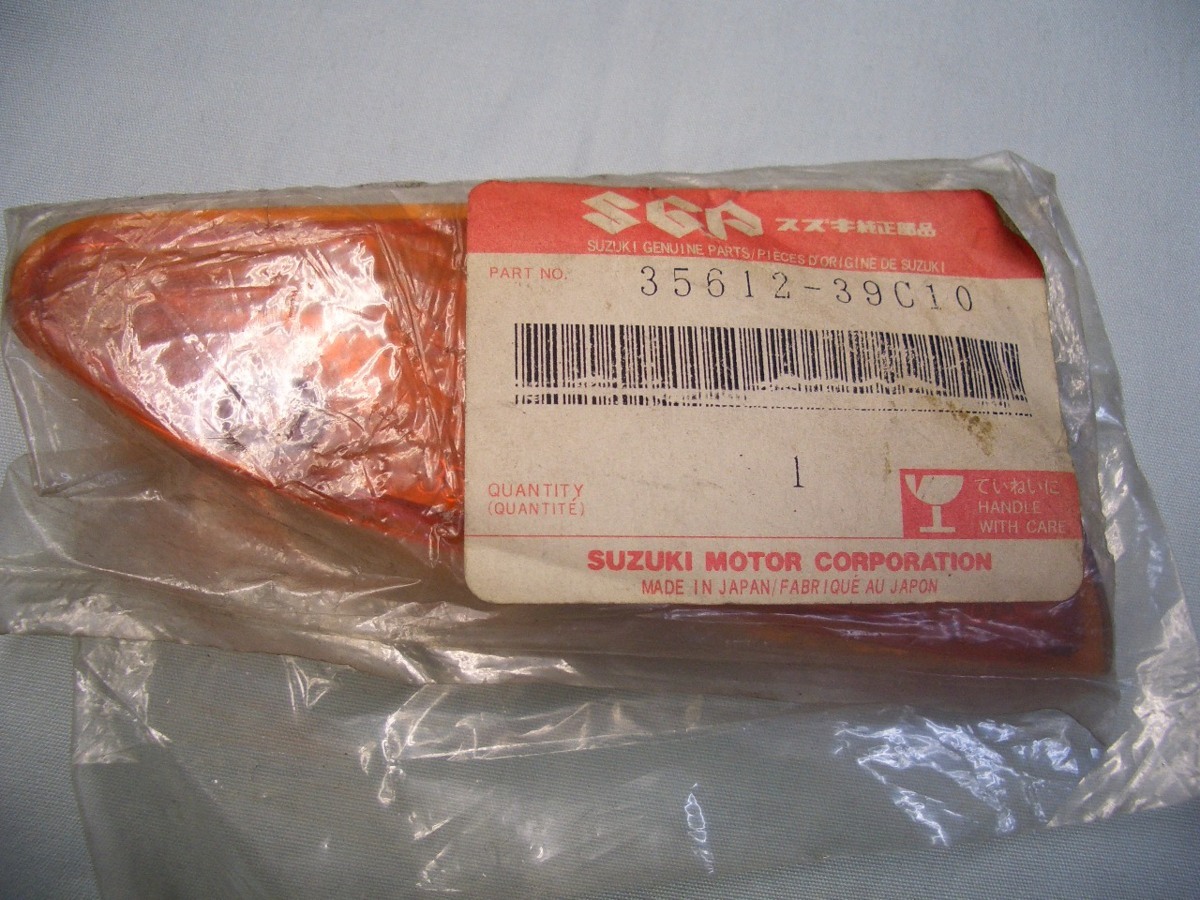 SGP スズキ純正部品
SUZUKI GENUINE PARTS/PIECES D'ORIGINE DE SUZUKI
PART NO. 35612-39C10
1
QUANTITY
(QUANTITÉ)
ていねいに
HANDLE
WITH CARE
SUZUKI MOTOR CORPORATION
MADE IN JAPAN/FABRIQUÉ AU JAPON